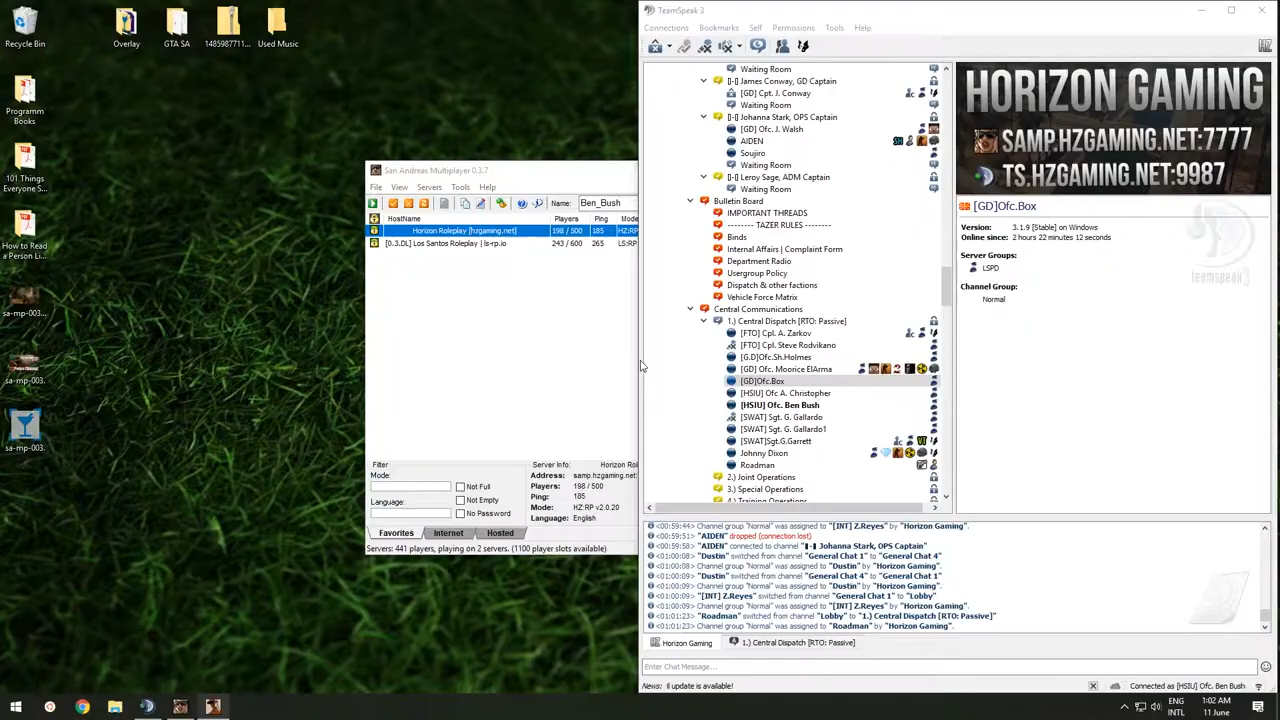 Recycle Bin
Overlay
GTA SA
1485987711...
Used Music
Programm
Books
101 Things
Everyone S...
How to Read
a Person Li...
sa-mp-003.
sa-mp-003.
San Andreas Multiplayer 0.3.7
File View Servers Tools Help
Name: Ben_Bush
HostName Players Ping Mode
Horizon Roleplay [hzgaming.net] 198 / 500 185 HZ:RP
[0.3.DL] Los Santos Roleplay | ls-rp.io 243 / 600 265 LS:RP
Filter
Mode:
Language:
Not Full
Not Empty
No Password
Server Info: Horizon Rol
Address: samp.hzgaming.net:
Players: 198 / 500
Ping: 185
Mode: HZ:RP v2.0.20
Language: English
Favorites Internet Hosted
Servers: 441 players, playing on 2 servers. (1100 player slots available)
TeamSpeak 3
Connections Bookmarks Self Permissions Tools Help
Waiting Room
James Conway, GD Captain
[GD] Cpt. J. Conway
Waiting Room
Johanna Stark, OPS Captain
[GD] Ofc. J. Walsh
AIDEN
Soujiro
Waiting Room
Leroy Sage, ADM Captain
Waiting Room
Bulletin Board
IMPORTANT THREADS
-------- TAZER RULES --------
Binds
Internal Affairs | Complaint Form
Department Radio
Usergroup Policy
Dispatch & other factions
Vehicle Force Matrix
Central Communications
1.) Central Dispatch [RTO: Passive]
[FTO] Cpl. A. Zarkov
[FTO] Cpl. Steve Rodvikano
[G.D]Ofc.Sh.Holmes
[GD] Ofc. Moorice ElArma
[GD]Ofc.Box
[HSIU] Ofc A. Christopher
[HSIU] Ofc. Ben Bush
[SWAT] Sgt. G. Gallardo
[SWAT] Sgt. G. Gallardo1
[SWAT]Sgt.G.Garrett
Johnny Dixon
Roadman
2.) Joint Operations
3.) Special Operations
4.) Training Operations
HORIZON GAMING
SAMP.HZGAMING.NET:7777
TS.HZGAMING.NET:9987
[GD]Ofc.Box
Version: 3.1.9 [Stable] on Windows
Online since: 2 hours 22 minutes 12 seconds
Server Groups:
LSPD
Channel Group:
Normal
teamspeak3
<00:59:44> Channel group "Normal" was assigned to "[INT] Z.Reyes" by "Horizon Gaming".
<00:59:51> "AIDEN" dropped (connection lost)
<00:59:58> "AIDEN" connected to channel "Johanna Stark, OPS Captain"
<01:00:08> "Dustin" switched from channel "General Chat 1" to "General Chat 4"
<01:00:08> Channel group "Normal" was assigned to "Dustin" by "Horizon Gaming".
<01:00:09> "Dustin" switched from channel "General Chat 4" to "General Chat 1"
<01:00:09> Channel group "Normal" was assigned to "Dustin" by "Horizon Gaming".
<01:00:09> "[INT] Z.Reyes" switched from channel "General Chat 1" to "Lobby"
<01:00:09> Channel group "Normal" was assigned to "[INT] Z.Reyes" by "Horizon Gaming".
<01:01:23> "Roadman" switched from channel "Lobby" to "1.) Central Dispatch [RTO: Passive]"
<01:01:23> Channel group "Normal" was assigned to "Roadman" by "Horizon Gaming".
Horizon Gaming
1.) Central Dispatch [RTO: Passive]
Enter Chat Message...
News: il update is available!
Connected as [HSIU] Ofc. Ben Bush
ENG
INTL
1:02 AM
11 June